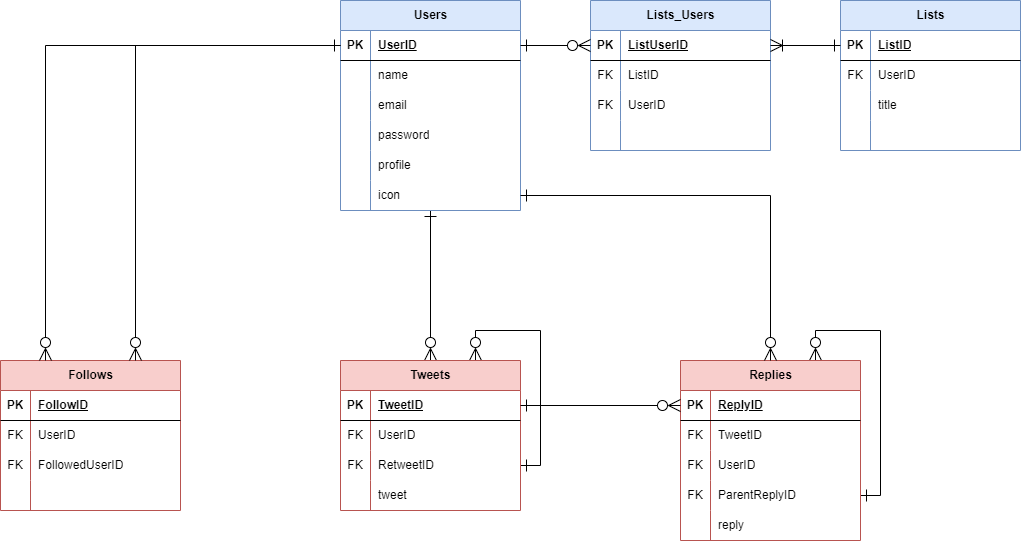 Users
PK UserID
name
email
password
profile
icon
Lists_Users
PK ListUserID
FK ListID
FK UserID
Lists
PK ListID
FK UserID
title
Follows
PK FollowID
FK UserID
FK FollowedUserID
Tweets
PK TweetID
FK UserID
FK RetweetID
tweet
Replies
PK ReplyID
FK TweetID
FK UserID
FK ParentReplyID
reply